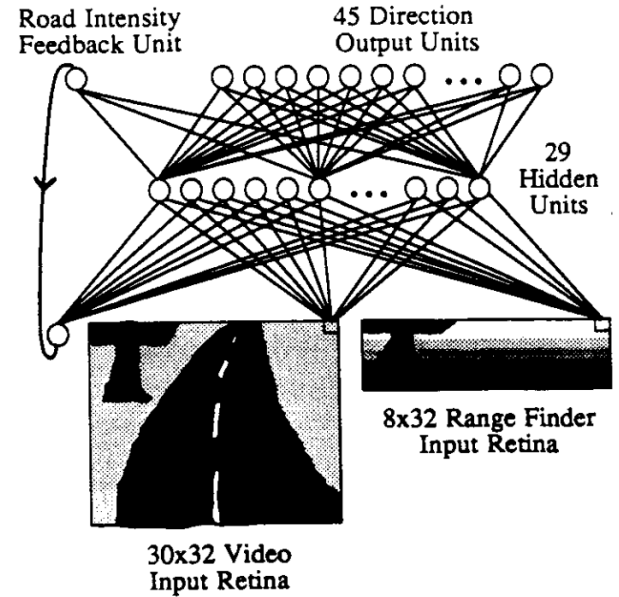 Road Intensity
Feedback Unit
45 Direction
Output Units
29
Hidden
Units
8x32 Range Finder
Input Retina
30x32 Video
Input Retina